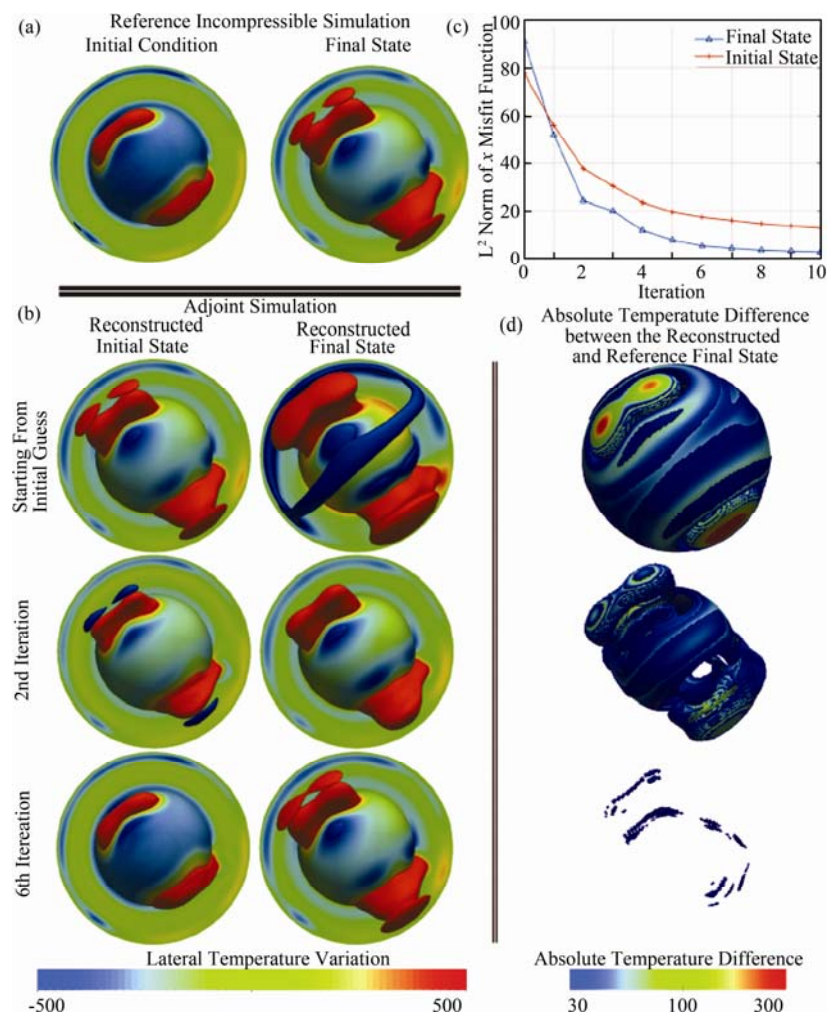 (a)
Reference Incompressible Simulation
Initial Condition
Final State
(c)
L² Norm of x Misfit Function
100
80
60
40
20
0
0
2
4
6
8
10
Iteration
Final State
Initial State
(b)
Adjoint Simulation
Reconstructed
Initial State
Reconstructed
Final State
Starting From
Initial Guess
2nd Iteration
6th Itereation
Lateral Temperature Variation
-500
500
(d)
Absolute Temperatute Difference
between the Reconstructed
and Reference Final State
Absolute Temperature Difference
30
100
300